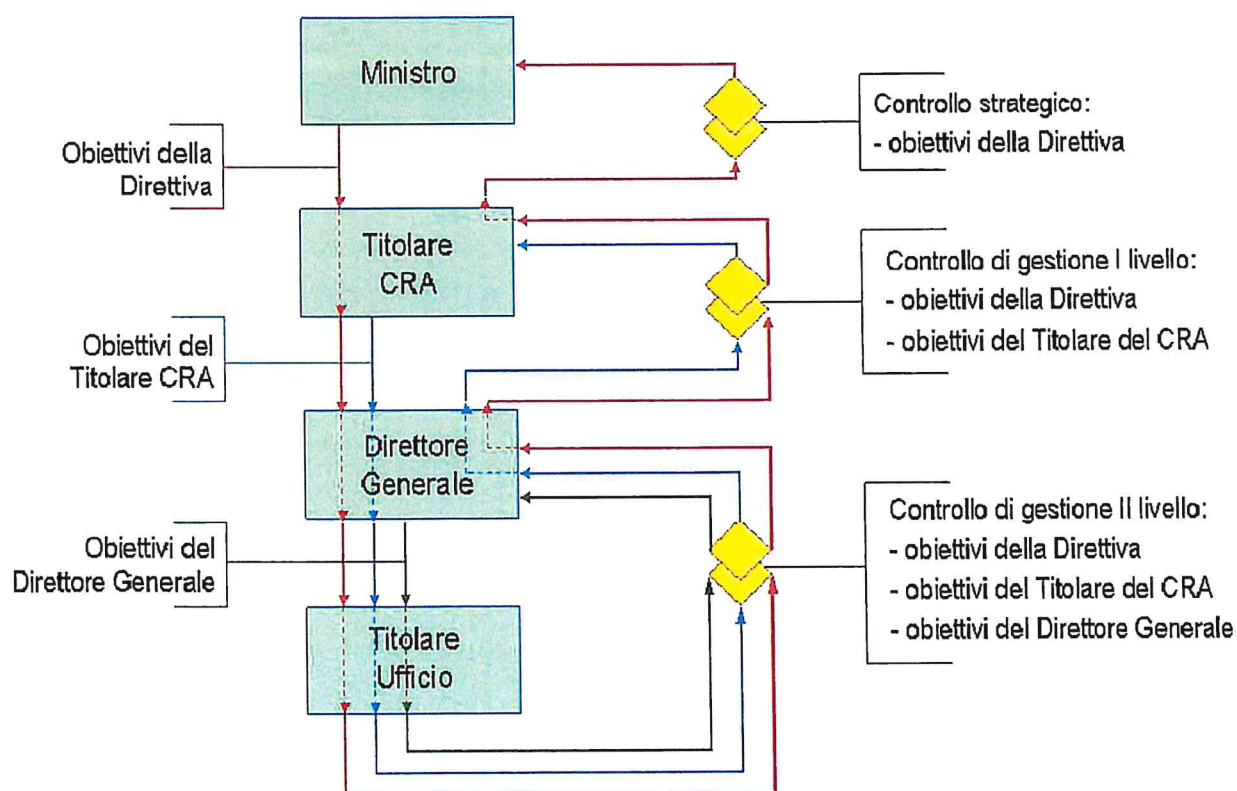 Ministro
Controllo strategico:
- obiettivi della Direttiva
Obiettivi della
Direttiva
Titolare
CRA
Controllo di gestione I livello:
- obiettivi della Direttiva
- obiettivi del Titolare del CRA
Obiettivi del
Titolare CRA
Direttore
Generale
Controllo di gestione II livello:
- obiettivi della Direttiva
- obiettivi del Titolare del CRA
- obiettivi del Direttore Generale
Obiettivi del
Direttore Generale
Titolare
Ufficio